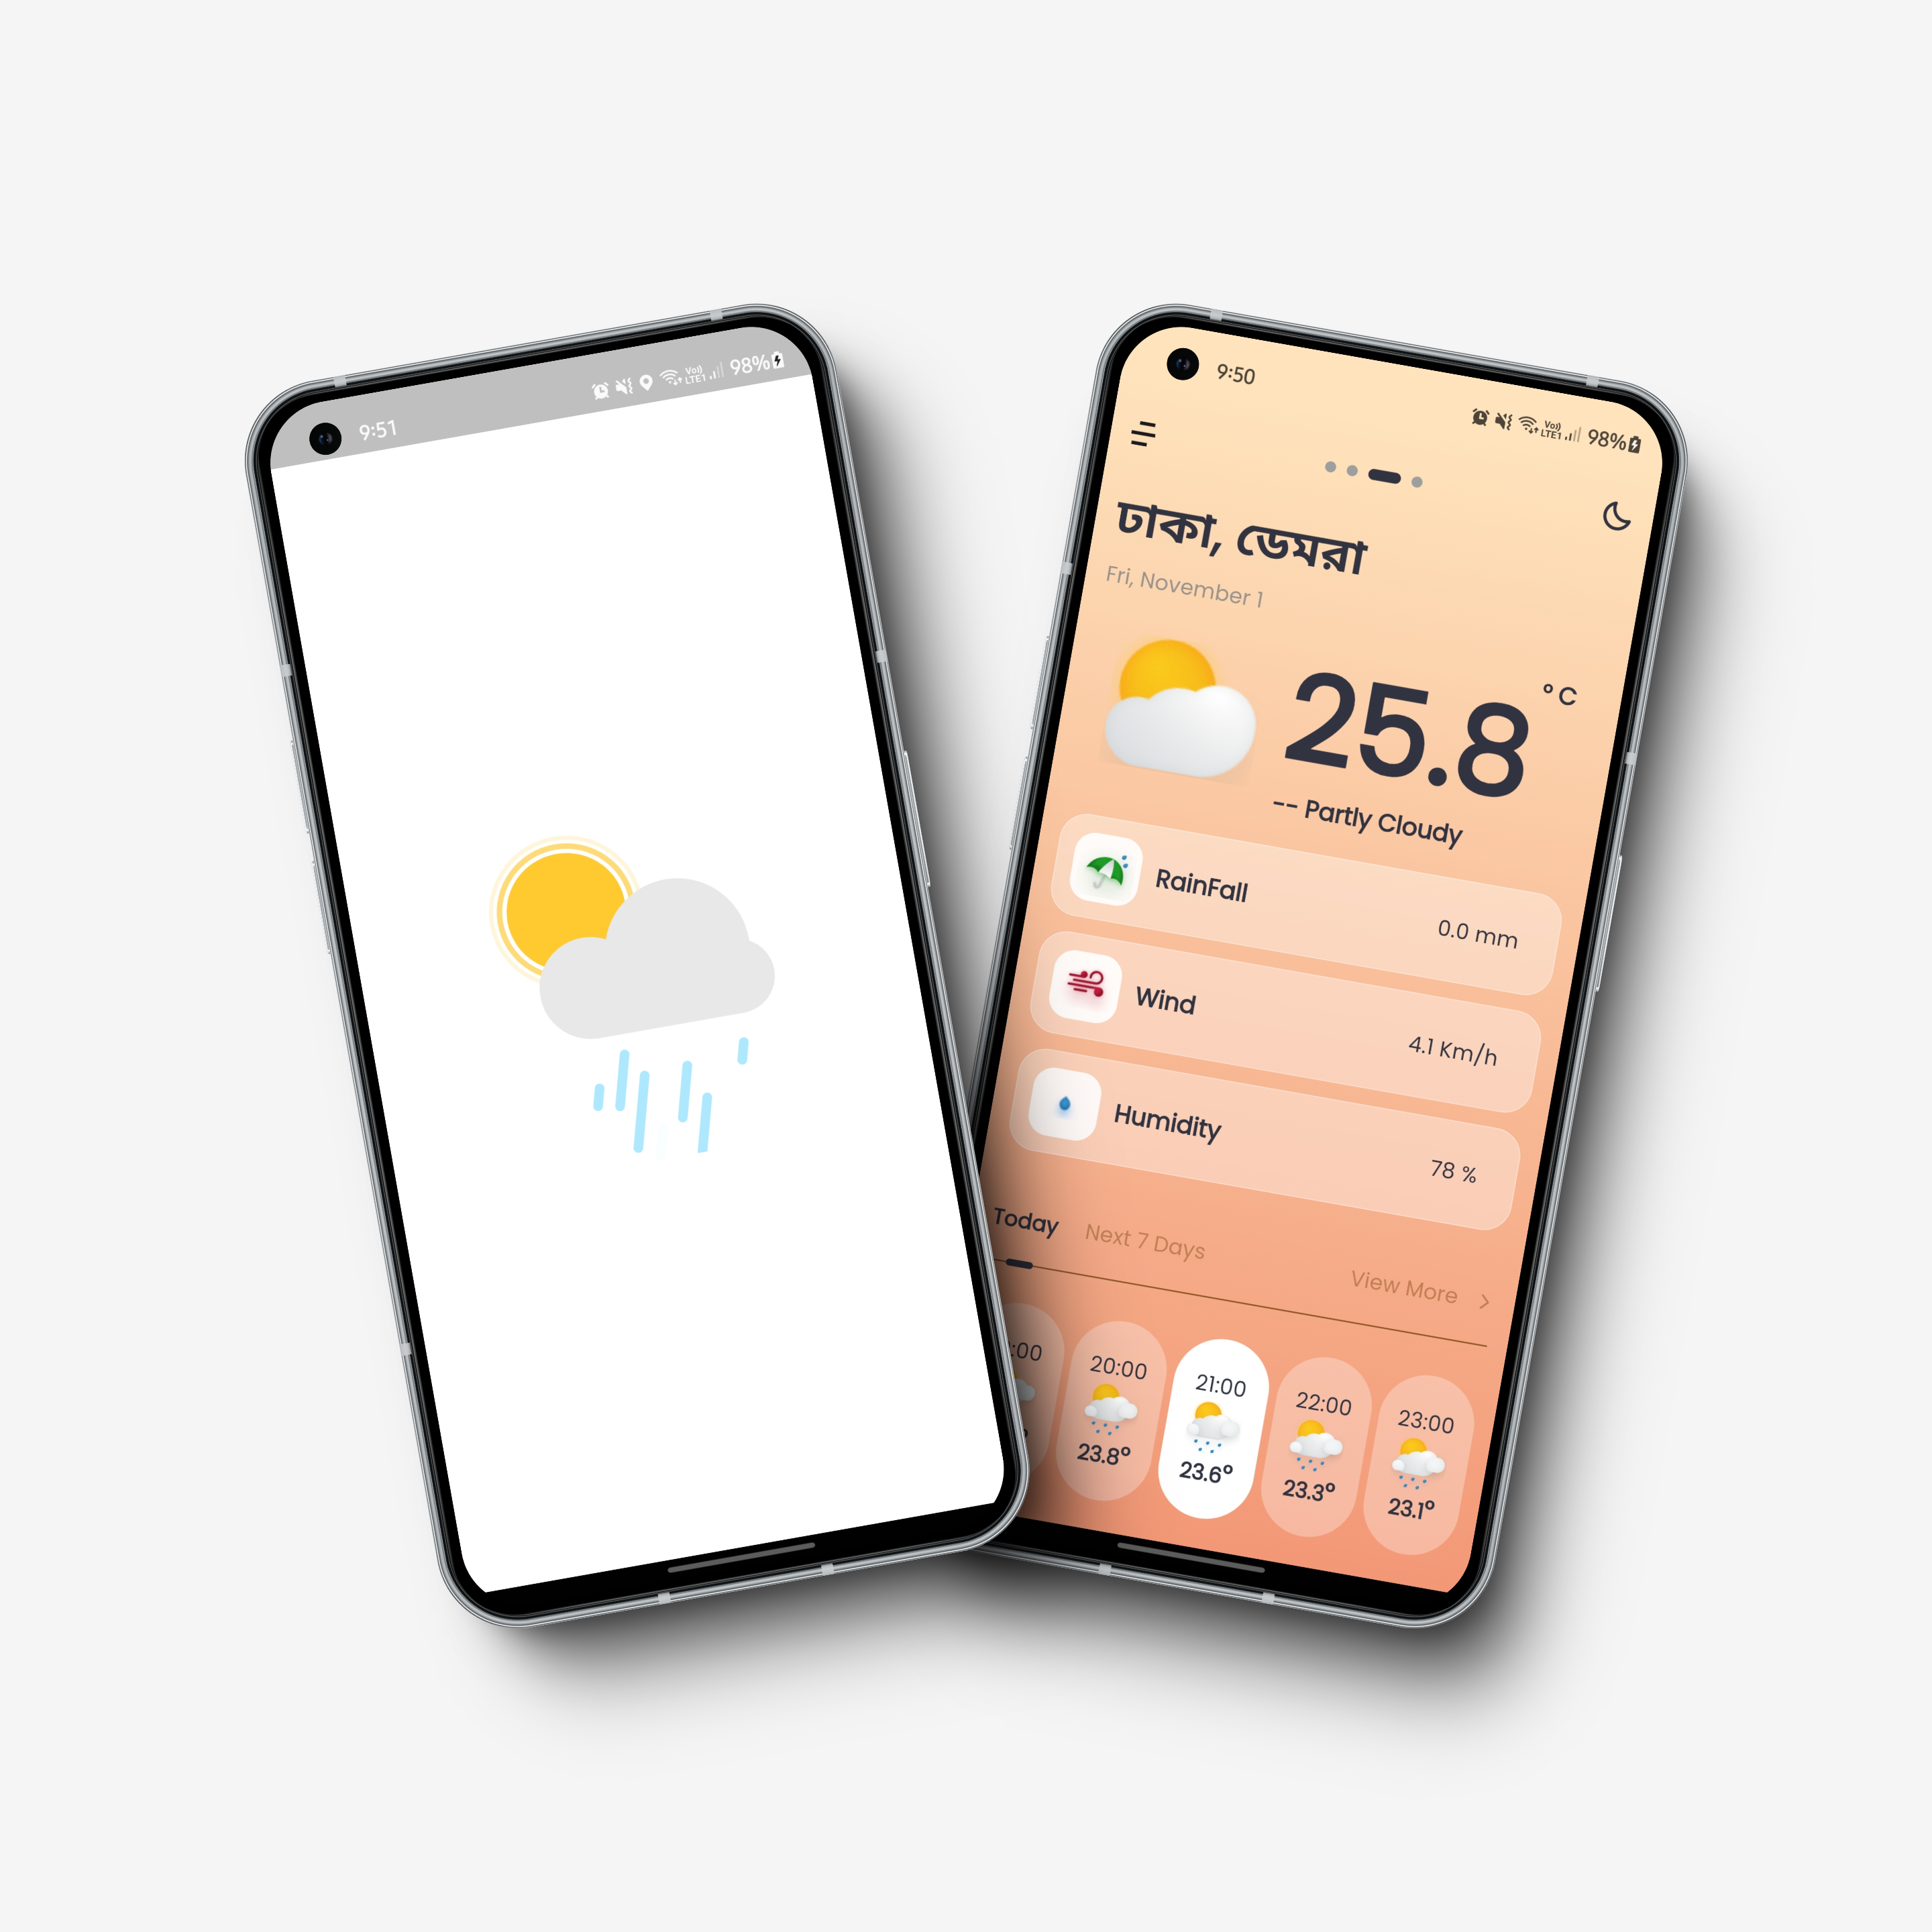 9:51
Vo))
LTE1
98%
9:50
Vo))
LTE1
98%
ঢাকা, ডেমরা
Fri, November 1
25.8 °C
-- Partly Cloudy
RainFall
0.0 mm
Wind
4.1 Km/h
Humidity
78 %
Today Next 7 Days
View More >
:00 20:00 21:00 22:00 23:00
23.8° 23.6° 23.3° 23.1°